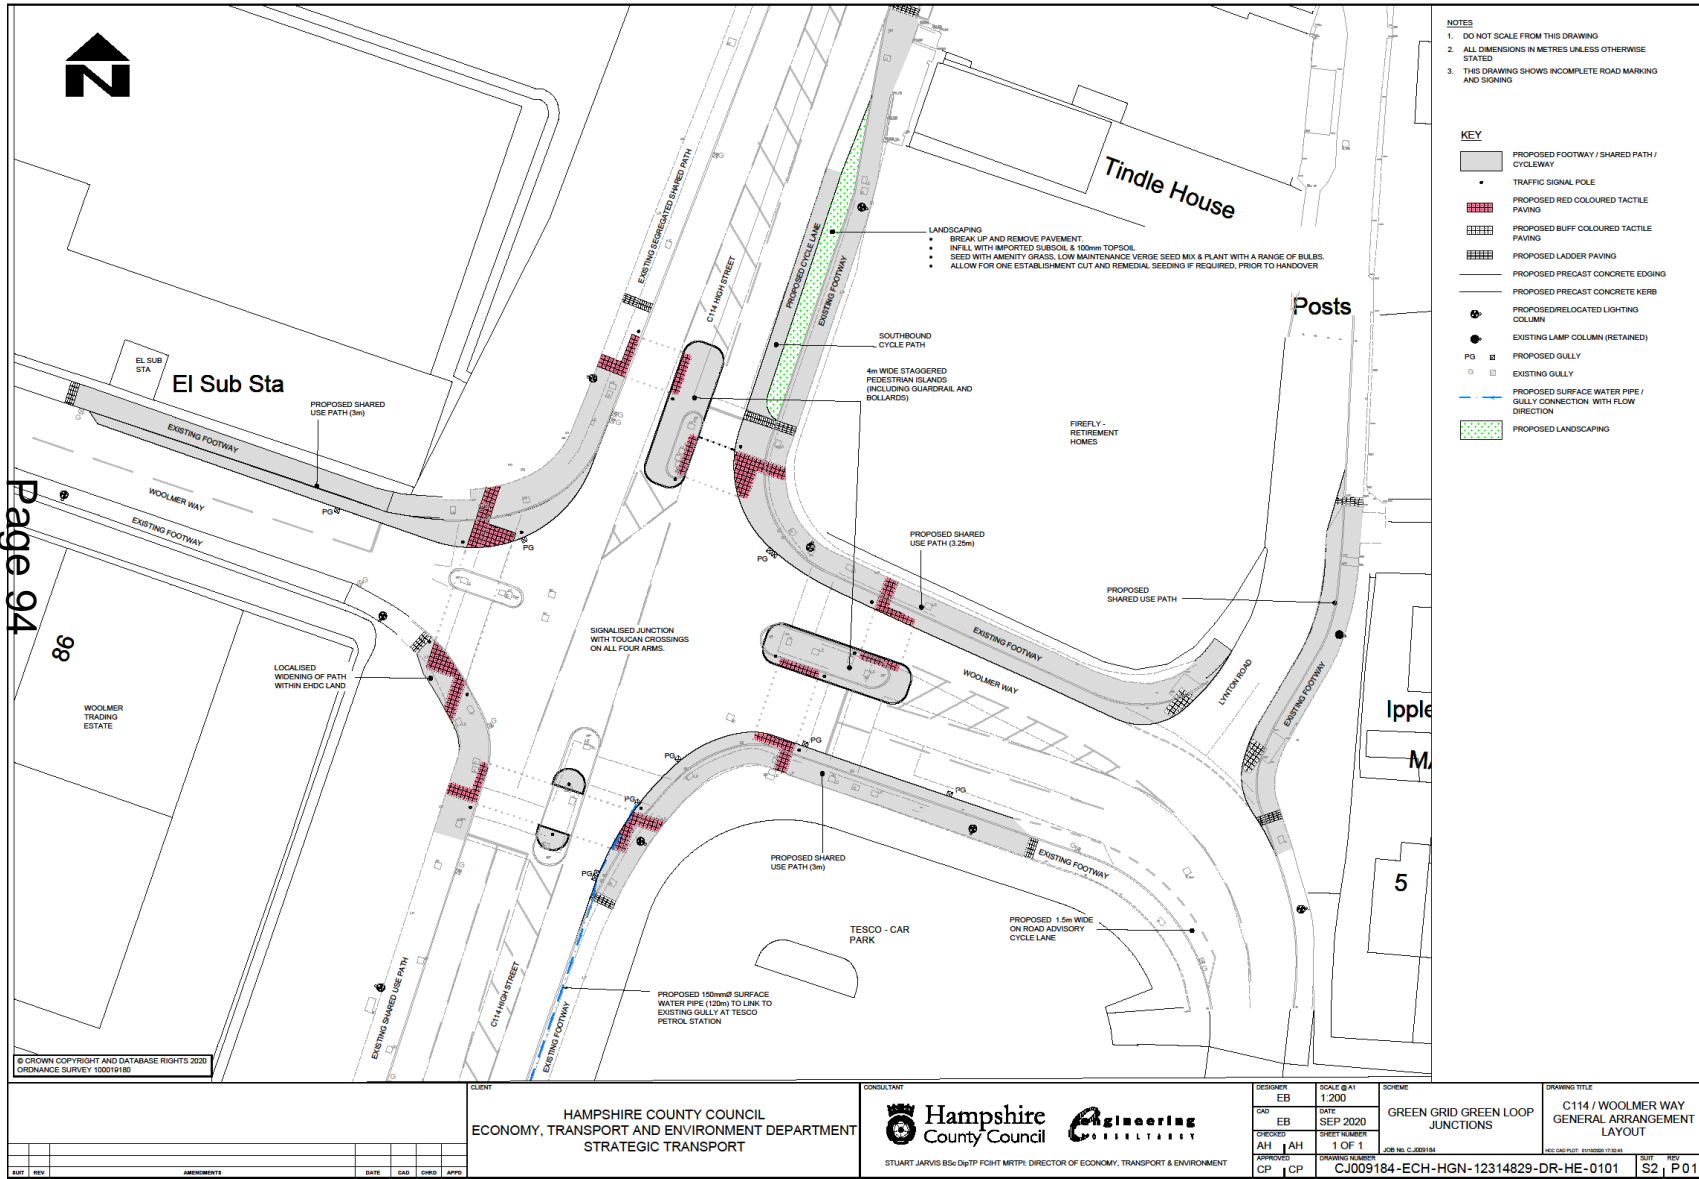 NOTES
1. DO NOT SCALE FROM THIS DRAWING
2. ALL DIMENSIONS IN METRES UNLESS OTHERWISE
STATED
3. THIS DRAWING SHOWS INCOMPLETE ROAD MARKING
AND SIGNING
KEY
PROPOSED FOOTWAY / SHARED PATH /
CYCLEWAY
TRAFFIC SIGNAL POLE
PROPOSED RED COLOURED TACTILE
PAVING
PROPOSED BUFF COLOURED TACTILE
PAVING
PROPOSED LADDER PAVING
PROPOSED PRECAST CONCRETE EDGING
PROPOSED PRECAST CONCRETE KERB
PROPOSED/RELOCATED LIGHTING
COLUMN
EXISTING LAMP COLUMN (RETAINED)
PG PROPOSED GULLY
G EXISTING GULLY
PROPOSED SURFACE WATER PIPE /
GULLY CONNECTION WITH FLOW
DIRECTION
PROPOSED LANDSCAPING
N
Tindle House
LANDSCAPING
• BREAK UP AND REMOVE PAVEMENT.
• INFILL WITH IMPORTED SUBSOIL & 100mm TOPSOIL
• SEED WITH AMENITY GRASS, LOW MAINTENANCE VERGE SEED MIX & PLANT WITH A RANGE OF BULBS.
• ALLOW FOR ONE ESTABLISHMENT CUT AND REMEDIAL SEEDING IF REQUIRED, PRIOR TO HANDOVER
EXISTING SEGREGATED SHARED PATH
C114 HIGH STREET
PROPOSED CYCLE LANE
EXISTING FOOTWAY
Posts
SOUTHBOUND
CYCLE PATH
4m WIDE STAGGERED
PEDESTRIAN ISLANDS
(INCLUDING GUARDRAIL AND
BOLLARDS)
EL SUB
STA
El Sub Sta
PROPOSED SHARED
USE PATH (3m)
EXISTING FOOTWAY
WOOLMER WAY
EXISTING FOOTWAY
PG
PG
PG
FIREFLY -
RETIREMENT
HOMES
PROPOSED SHARED
USE PATH (3.25m)
PROPOSED
SHARED USE PATH
Page 94
86
SIGNALISED JUNCTION
WITH TOUCAN CROSSINGS
ON ALL FOUR ARMS.
LOCALISED
WIDENING OF PATH
WITHIN EHDC LAND
WOOLMER
TRADING
ESTATE
EXISTING FOOTWAY
WOOLMER WAY
LYNTON ROAD
EXISTING FOOTWAY
Ipple
M
PG
PG
PG
PG
PG
PROPOSED SHARED
USE PATH (3m)
EXISTING FOOTWAY
5
TESCO - CAR
PARK
PROPOSED 1.5m WIDE
ON ROAD ADVISORY
CYCLE LANE
EXISTING SHARED USE PATH
C114 HIGH STREET
EXISTING FOOTWAY
PROPOSED 150mmØ SURFACE
WATER PIPE (120m) TO LINK TO
EXISTING GULLY AT TESCO
PETROL STATION
© CROWN COPYRIGHT AND DATABASE RIGHTS 2020
ORDNANCE SURVEY 100019180
SUIT REV AMENDMENTS DATE CAD CHKD APPD
CLIENT
HAMPSHIRE COUNTY COUNCIL
ECONOMY, TRANSPORT AND ENVIRONMENT DEPARTMENT
STRATEGIC TRANSPORT
CONSULTANT
Hampshire
County Council
Engineering
CONSULTANCY
STUART JARVIS BSc DipTP FCIHT MRTPI: DIRECTOR OF ECONOMY, TRANSPORT & ENVIRONMENT
DESIGNER
EB
CAD
EB
CHECKED
AH AH
APPROVED
CP CP
SCALE @ A1
1:200
DATE
SEP 2020
SHEET NUMBER
1 OF 1
SCHEME
GREEN GRID GREEN LOOP
JUNCTIONS
JOB No. CJ009184
DRAWING TITLE
C114 / WOOLMER WAY
GENERAL ARRANGEMENT
LAYOUT
DRAWING NUMBER
CJ009184-ECH-HGN-12314829-DR-HE-0101
SUIT
S2
REV
P01